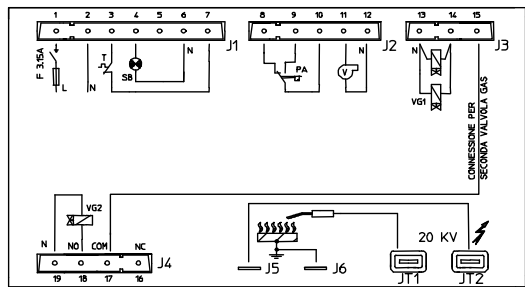 1 2 3 4 5 6 7
J1
8 9 10 11 12
J2
13 14 15
J3
F 3.15A
L
N
T
SB
N
PA
V
N
N
VG1
CONNESSIONE PER
SECONDA VALVOLA GAS
VG2
N NO COM NC
J4
19 18 17 16
J5
J6
20 KV
JT1
JT2